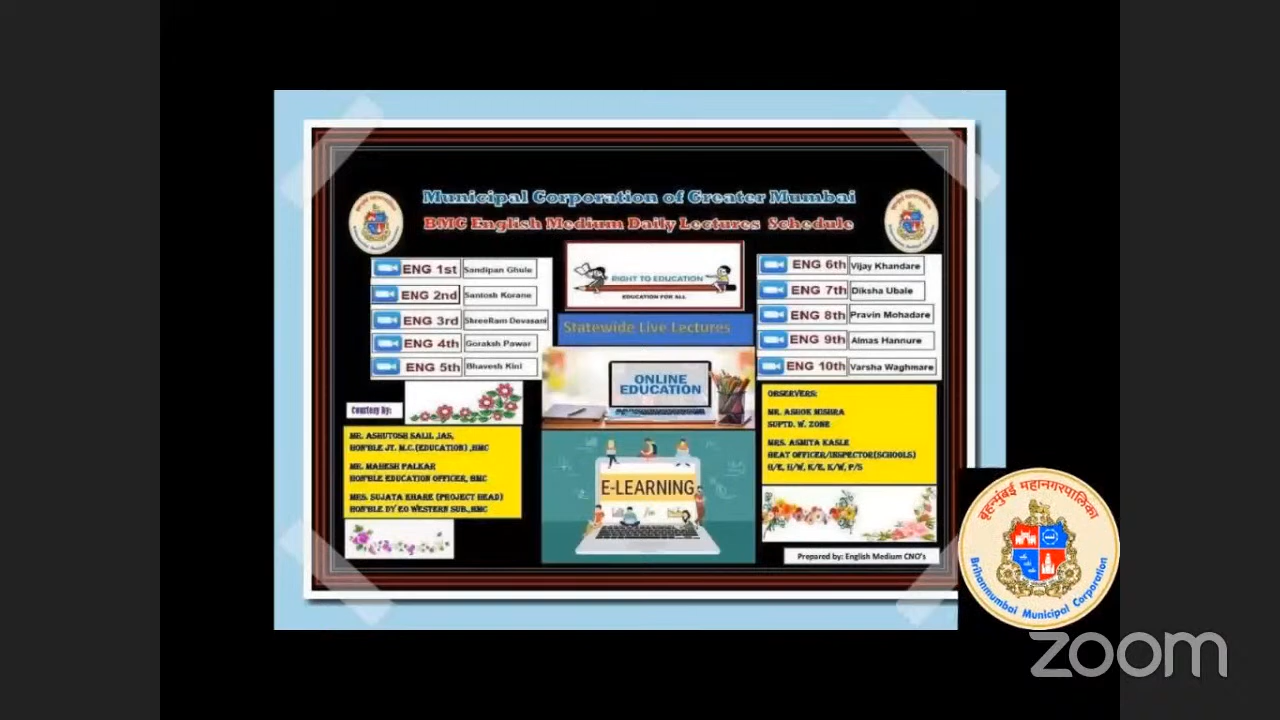 Municipal Corporation of Greater Mumbai
BMC English Medium Daily Lectures Schedule
ENG 1st Sandipan Ghule
ENG 2nd Santosh Korane
ENG 3rd ShreeRam Devasani
ENG 4th Goraksh Pawar
ENG 5th Bhavesh Kini
RIGHT TO EDUCATION
EDUCATION FOR ALL
Statewide Live Lectures
ONLINE
EDUCATION
E-LEARNING
ENG 6th Vijay Khandare
ENG 7th Diksha Ubale
ENG 8th Pravin Mohadare
ENG 9th Almas Hannure
ENG 10th Varsha Waghmare
Courtesy By:
MR. ASHUTOSH SALIL ,IAS,
HON'BLE JT. M.C.(EDUCATION) ,BMC
MR. MAHESH PALKAR
HON'BLE EDUCATION OFFICER, BMC
MRS. SUJATA KHARE (PROJECT HEAD)
HON'BLE DY EO WESTERN SUB.,BMC
OBSERVERS:
MR. ASHOK MISHRA
SUPTD. W. ZONE
MRS. ASMITA KASLE
BEAT OFFICER/INSPECTOR(SCHOOLS)
H/E, H/W, K/E, K/W, P/S
Prepared by: English Medium CNO's
बृहन्मुंबई महानगरपालिका
Brihanmumbai Municipal Corporation
zoom